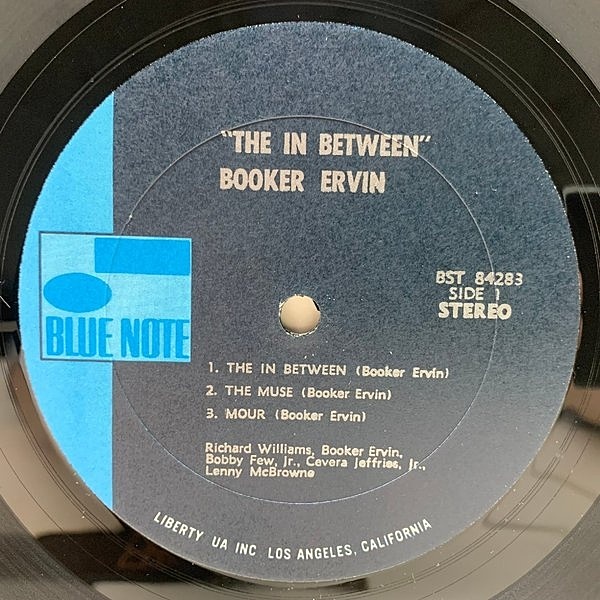 "THE IN BETWEEN"
BOOKER ERVIN
BST 84283
SIDE 1
STEREO
BLUE NOTE
1. THE IN BETWEEN (Booker Ervin)
2. THE MUSE (Booker Ervin)
3. MOUR (Booker Ervin)
Richard Williams, Booker Ervin,
Bobby Few, Jr., Cevera Jeffries, Jr.,
Lenny McBrowne
LIBERTY UA INC LOS ANGELES, CALIFORNIA